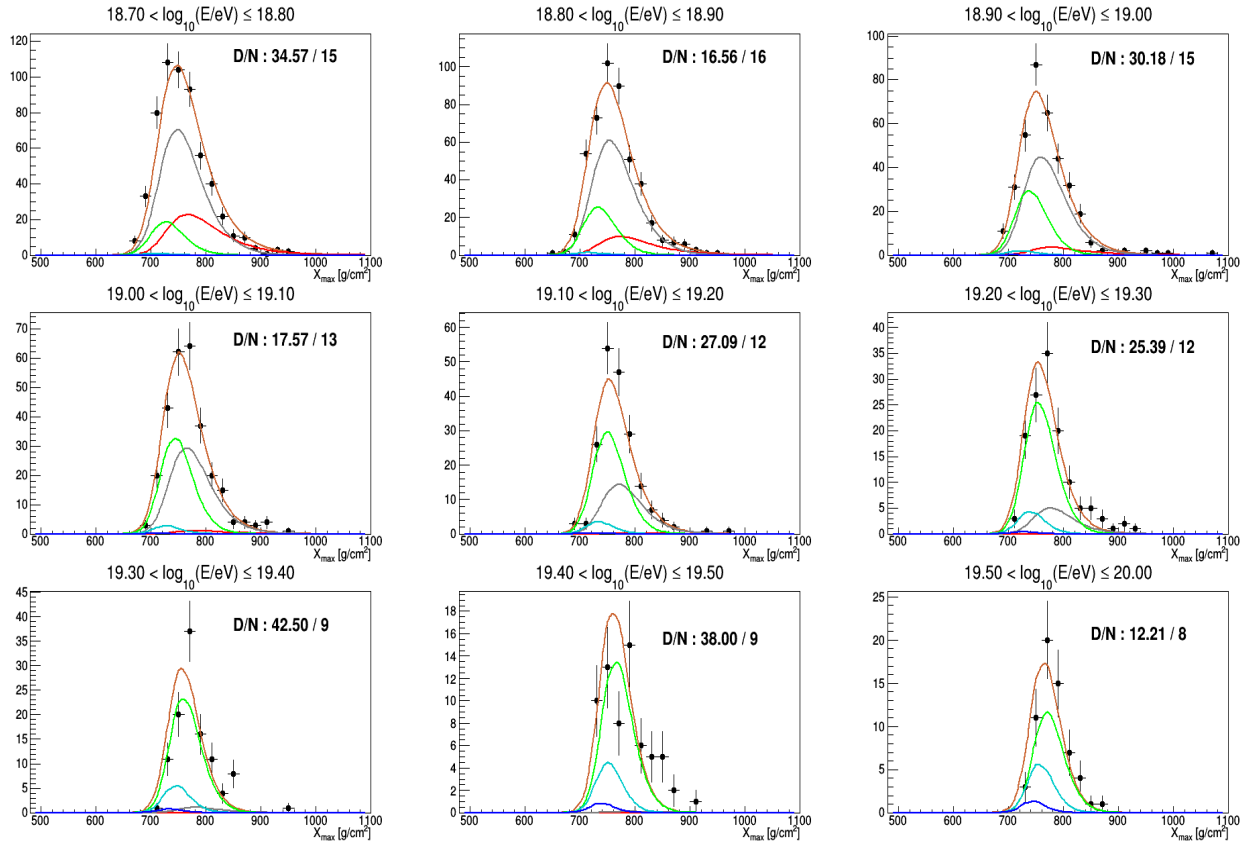 18.70 < log10(E/eV) ≤ 18.80
D/N : 34.57 / 15
120
100
80
60
40
20
0
500 600 700 800 900 1000 1100
Xmax [g/cm²]
18.80 < log10(E/eV) ≤ 18.90
D/N : 16.56 / 16
120
100
80
60
40
20
0
500 600 700 800 900 1000 1100
Xmax [g/cm²]
18.90 < log10(E/eV) ≤ 19.00
D/N : 30.18 / 15
100
80
60
40
20
0
500 600 700 800 900 1000 1100
Xmax [g/cm²]
19.00 < log10(E/eV) ≤ 19.10
D/N : 17.57 / 13
70
60
50
40
30
20
10
0
500 600 700 800 900 1000 1100
Xmax [g/cm²]
19.10 < log10(E/eV) ≤ 19.20
D/N : 27.09 / 12
60
50
40
30
20
10
0
500 600 700 800 900 1000 1100
Xmax [g/cm²]
19.20 < log10(E/eV) ≤ 19.30
D/N : 25.39 / 12
40
35
30
25
20
15
10
5
0
500 600 700 800 900 1000 1100
Xmax [g/cm²]
19.30 < log10(E/eV) ≤ 19.40
D/N : 42.50 / 9
45
40
35
30
25
20
15
10
5
0
500 600 700 800 900 1000 1100
Xmax [g/cm²]
19.40 < log10(E/eV) ≤ 19.50
D/N : 38.00 / 9
18
16
14
12
10
8
6
4
2
0
500 600 700 800 900 1000 1100
Xmax [g/cm²]
19.50 < log10(E/eV) ≤ 20.00
D/N : 12.21 / 8
25
20
15
10
5
0
500 600 700 800 900 1000 1100
Xmax [g/cm²]